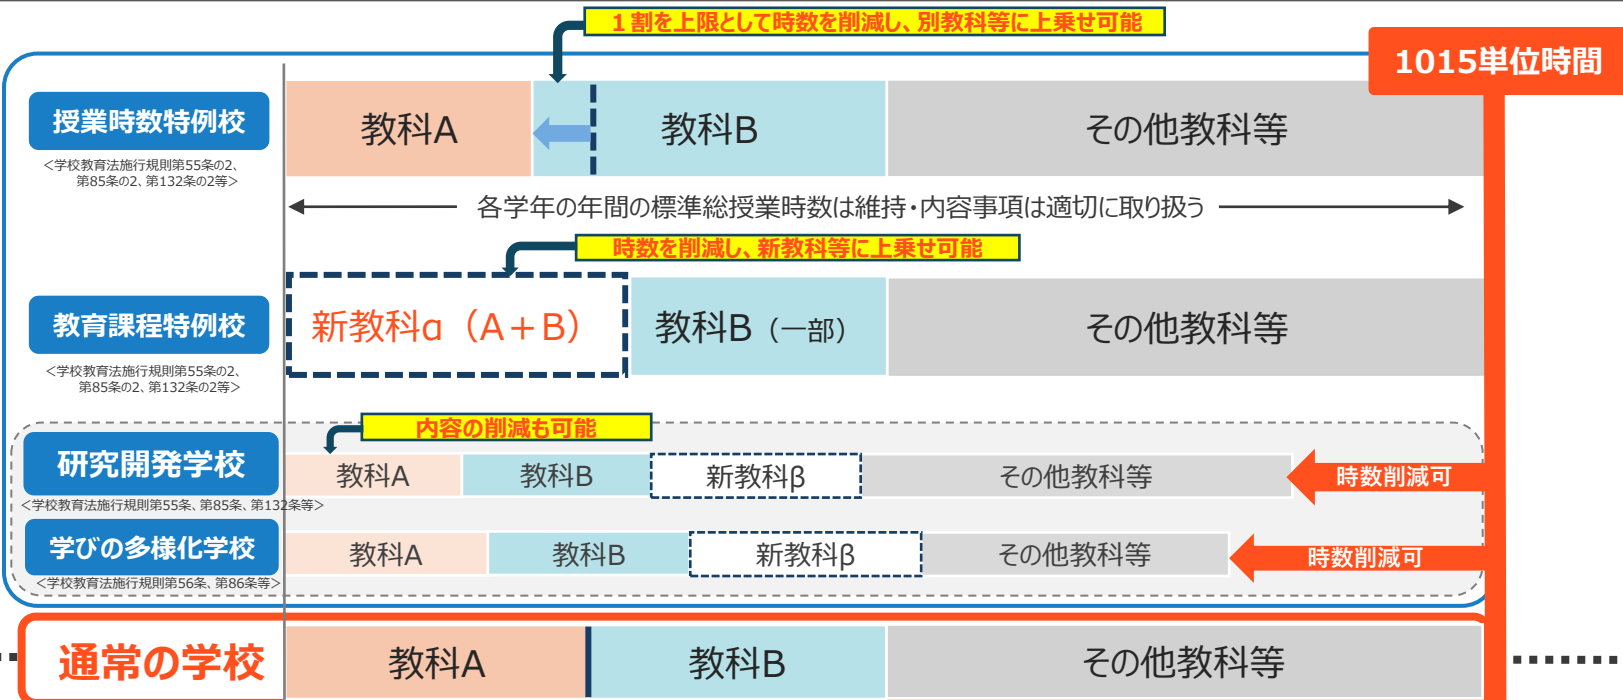 1割を上限として時数を削減し、別教科等に上乗せ可能
1015単位時間
授業時数特例校
教科A
教科B
その他教科等
<学校教育法施行規則第55条の2、
第85条の2、第132条の2等>
各学年の年間の標準総授業時数は維持・内容事項は適切に取り扱う
時数を削減し、新教科等に上乗せ可能
教育課程特例校
新教科α（A＋B）
教科B（一部）
その他教科等
<学校教育法施行規則第55条の2、
第85条の2、第132条の2等>
内容の削減も可能
研究開発学校
教科A
教科B
新教科β
その他教科等
時数削減可
<学校教育法施行規則第55条、第85条、第132条等>
学びの多様化学校
教科A
教科B
新教科β
その他教科等
時数削減可
<学校教育法施行規則第56条、第86条等>
通常の学校
教科A
教科B
その他教科等